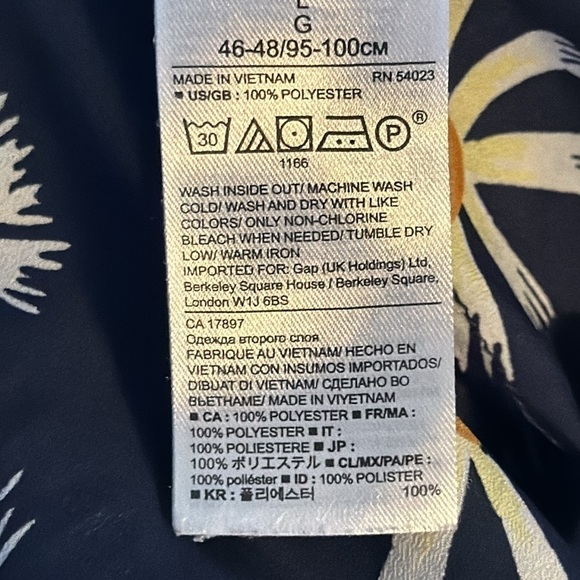 L
G
46-48/95-100CM
MADE IN VIETNAM RN 54023
■ US/GB : 100% POLYESTER
30 P ®
1166
WASH INSIDE OUT/ MACHINE WASH
COLD/ WASH AND DRY WITH LIKE
COLORS/ ONLY NON-CHLORINE
BLEACH WHEN NEEDED/ TUMBLE DRY
LOW/ WARM IRON
IMPORTED FOR: Gap (UK Holdings) Ltd,
Berkeley Square House / Berkeley Square,
London W1J 6BS
CA 17897
Одежда второго слоя
FABRIQUE AU VIETNAM/ HECHO EN
VIETNAM CON INSUMOS IMPORTADOS/
DIBUAT DI VIETNAM/ СДЕЛАНО ВО
ВЬЕТНАМЕ/ MADE IN VIYETNAM
■ CA : 100% POLYESTER ■ FR/MA :
100% POLYESTER ■ IT :
100% POLIESTERE ■ JP :
100% ポリエステル ■ CL/MX/PA/PE :
100% poliéster ■ ID : 100% POLISTER
■ KR : 폴리에스터 100%